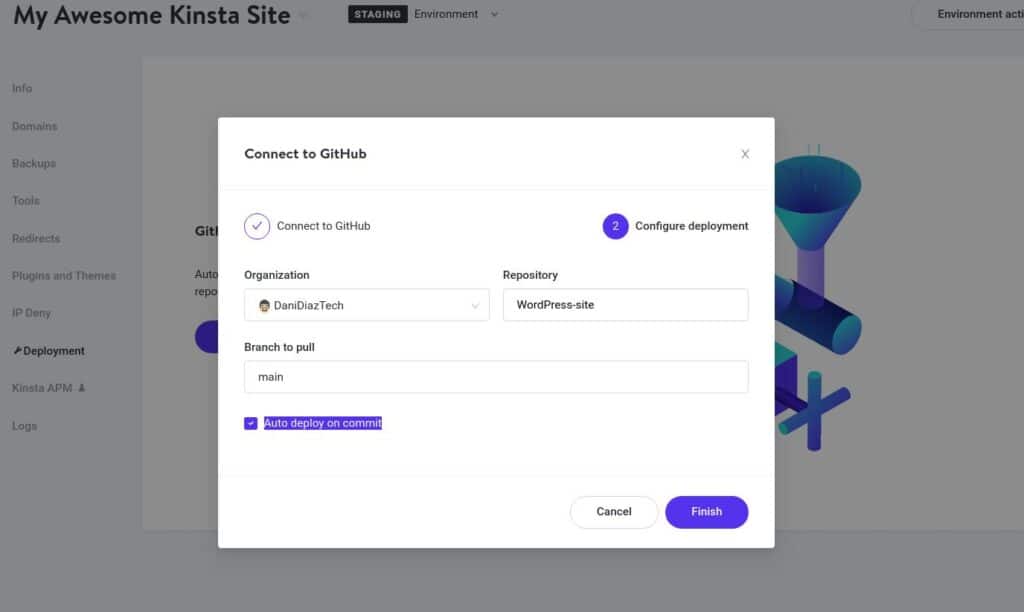 My Awesome Kinsta Site
STAGING Environment
Environment acti
Info
Domains
Backups
Tools
Redirects
Plugins and Themes
IP Deny
Deployment
Kinsta APM
Logs
Gitl
Auto
repo
Connect to GitHub
X
Connect to GitHub
2 Configure deployment
Organization
Repository
DaniDiazTech
WordPress-site
Branch to pull
main
Auto deploy on commit
Cancel
Finish